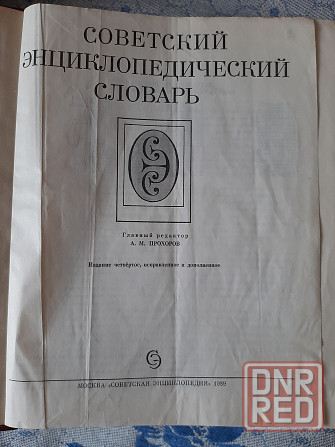 СОВЕТСКИЙ
ЭНЦИКЛОПЕДИЧЕСКИЙ
СЛОВАРЬ
Главный редактор
А. М. ПРОХОРОВ
Издание четвёртое, исправленное и дополненное
МОСКВА «СОВЕТСКАЯ ЭНЦИКЛОПЕДИЯ» 1989
DNR
RED